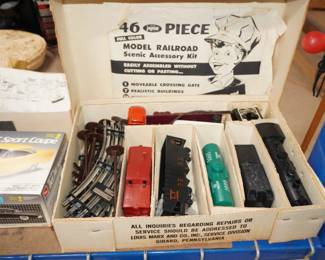 46 PIECE
FULL COLOR
MODEL RAILROAD
Scenic Accessory Kit
EASILY ASSEMBLED WITHOUT
CUTTING OR PASTING...
MOVEABLE CROSSING GATE
REALISTIC BUILDINGS
Sport Coupe
ALL INQUIRIES REGARDING REPAIRS OR
SERVICE SHOULD BE ADDRESSED TO
LOUIS MARX AND CO., INC., SERVICE DIVISION
GIRARD, PENNSYLVANIA